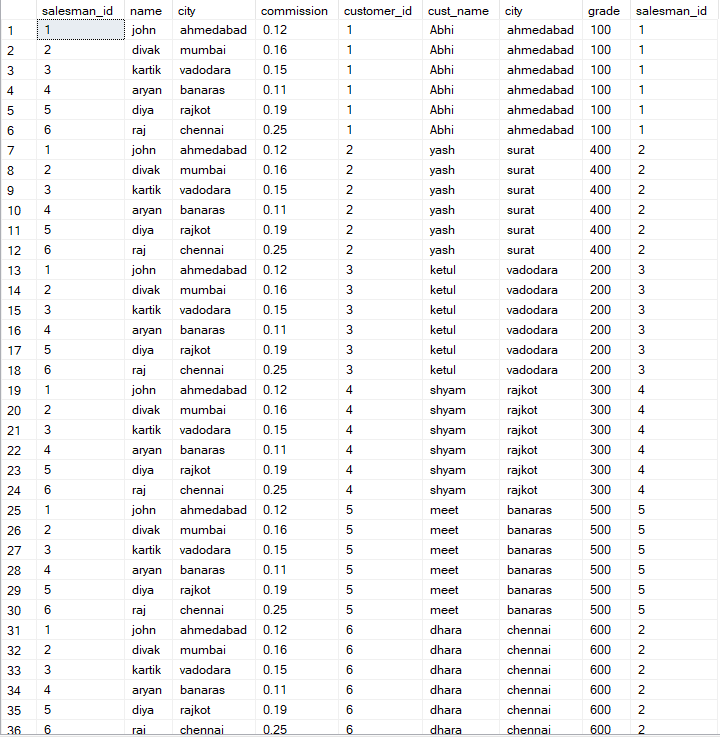 salesman_id name city commission customer_id cust_name city grade salesman_id
1 1 john ahmedabad 0.12 1 Abhi ahmedabad 100 1
2 2 divak mumbai 0.16 1 Abhi ahmedabad 100 1
3 3 kartik vadodara 0.15 1 Abhi ahmedabad 100 1
4 4 aryan banaras 0.11 1 Abhi ahmedabad 100 1
5 5 diya rajkot 0.19 1 Abhi ahmedabad 100 1
6 6 raj chennai 0.25 1 Abhi ahmedabad 100 1
7 1 john ahmedabad 0.12 2 yash surat 400 2
8 2 divak mumbai 0.16 2 yash surat 400 2
9 3 kartik vadodara 0.15 2 yash surat 400 2
10 4 aryan banaras 0.11 2 yash surat 400 2
11 5 diya rajkot 0.19 2 yash surat 400 2
12 6 raj chennai 0.25 2 yash surat 400 2
13 1 john ahmedabad 0.12 3 ketul vadodara 200 3
14 2 divak mumbai 0.16 3 ketul vadodara 200 3
15 3 kartik vadodara 0.15 3 ketul vadodara 200 3
16 4 aryan banaras 0.11 3 ketul vadodara 200 3
17 5 diya rajkot 0.19 3 ketul vadodara 200 3
18 6 raj chennai 0.25 3 ketul vadodara 200 3
19 1 john ahmedabad 0.12 4 shyam rajkot 300 4
20 2 divak mumbai 0.16 4 shyam rajkot 300 4
21 3 kartik vadodara 0.15 4 shyam rajkot 300 4
22 4 aryan banaras 0.11 4 shyam rajkot 300 4
23 5 diya rajkot 0.19 4 shyam rajkot 300 4
24 6 raj chennai 0.25 4 shyam rajkot 300 4
25 1 john ahmedabad 0.12 5 meet banaras 500 5
26 2 divak mumbai 0.16 5 meet banaras 500 5
27 3 kartik vadodara 0.15 5 meet banaras 500 5
28 4 aryan banaras 0.11 5 meet banaras 500 5
29 5 diya rajkot 0.19 5 meet banaras 500 5
30 6 raj chennai 0.25 5 meet banaras 500 5
31 1 john ahmedabad 0.12 6 dhara chennai 600 2
32 2 divak mumbai 0.16 6 dhara chennai 600 2
33 3 kartik vadodara 0.15 6 dhara chennai 600 2
34 4 aryan banaras 0.11 6 dhara chennai 600 2
35 5 diya rajkot 0.19 6 dhara chennai 600 2
36 6 raj chennai 0.25 6 dhara chennai 600 2